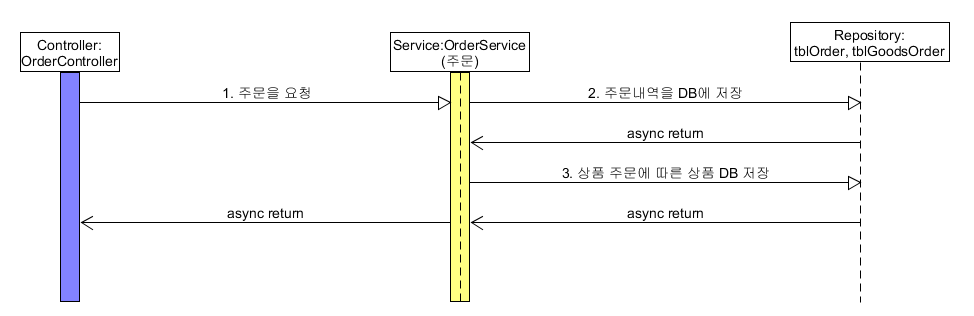 Controller:
OrderController
Service:OrderService
(주문)
Repository:
tblOrder, tblGoodsOrder
1. 주문을 요청
2. 주문내역을 DB에 저장
async return
3. 상품 주문에 따른 상품 DB 저장
async return
async return